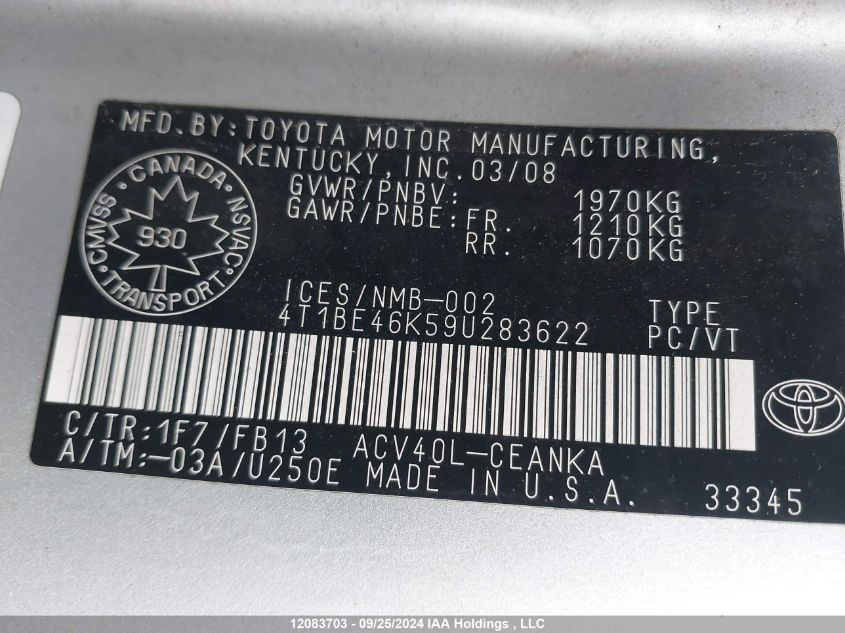 MFD. BY: TOYOTA MOTOR MANUFACTURING,
KENTUCKY, INC. 03/08
GVWR/PNBV: 1970KG
GAWR/PNBE: FR. 1210KG
RR. 1070KG
CANADA
CMVSS
NSVAC
930
TRANSPORT
ICES/NMB-002 TYPE
4T1BE46K59U283622 PC/VT
C/TR: 1F7/FB13 ACV40L-CEANKA
A/TM: -03A/U250E MADE IN U.S.A. 33345
12083703 - 09/25/2024 IAA Holdings , LLC